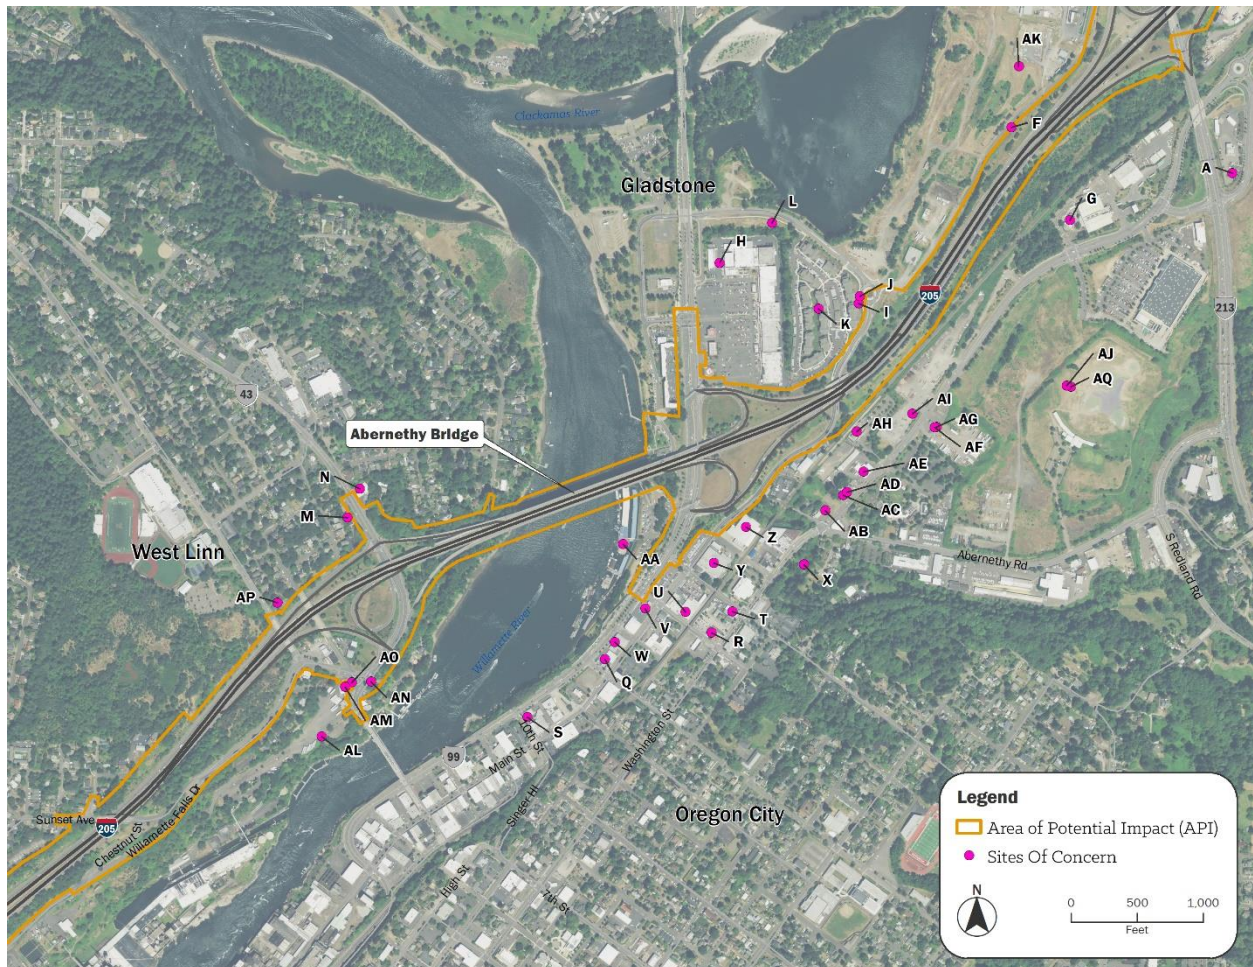 AK
Clackamas River
F
A
Gladstone
L
G
H
J
I
205
K
213
AJ
AQ
43
AI
AG
AH
AF
Abernethy Bridge
AE
N
AD
AC
M
AB
West Linn
Z
AA
Abernethy Rd
S Redland Rd
Y
X
AP
U
V
T
R
Willamette River
W
AO
Q
AN
AM
S
AL
10th St
Washington St
99
Main St
Singer Hl
Oregon City
Sunset Ave
205
Chestnut St
Willamette Falls Dr
High St
7th St
Legend
Area of Potential Impact (API)
Sites Of Concern
N
0 500 1,000
Feet